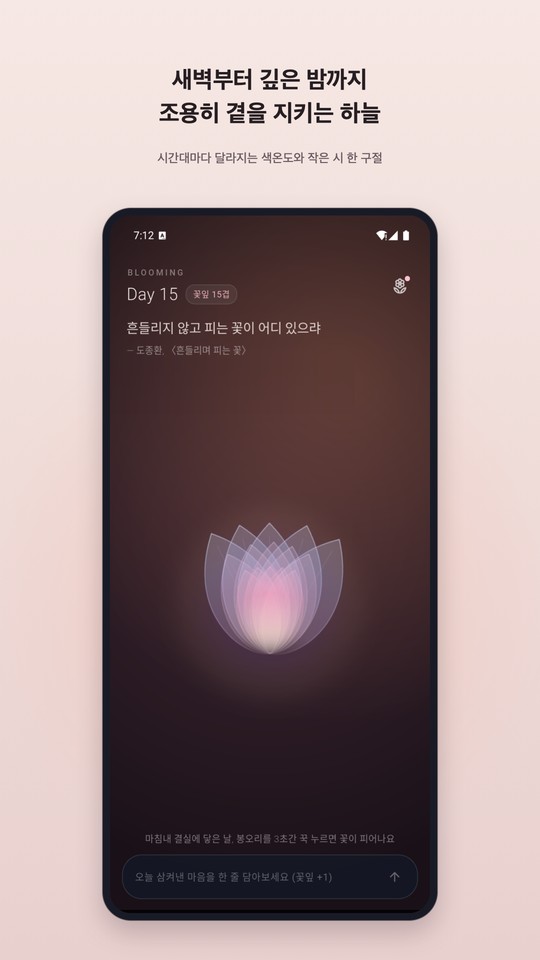 새벽부터 깊은 밤까지
조용히 곁을 지키는 하늘
시간대마다 달라지는 색온도와 작은 시 한 구절
7:12 A
BLOOMING
Day 15 꽃잎 15겹
흔들리지 않고 피는 꽃이 어디 있으랴
— 도종환, 〈흔들리며 피는 꽃〉
마침내 결실에 닿은 날, 봉오리를 3초간 꾹 누르면 꽃이 피어나요
오늘 삼켜낸 마음을 한 줄 담아보세요 (꽃잎 +1)